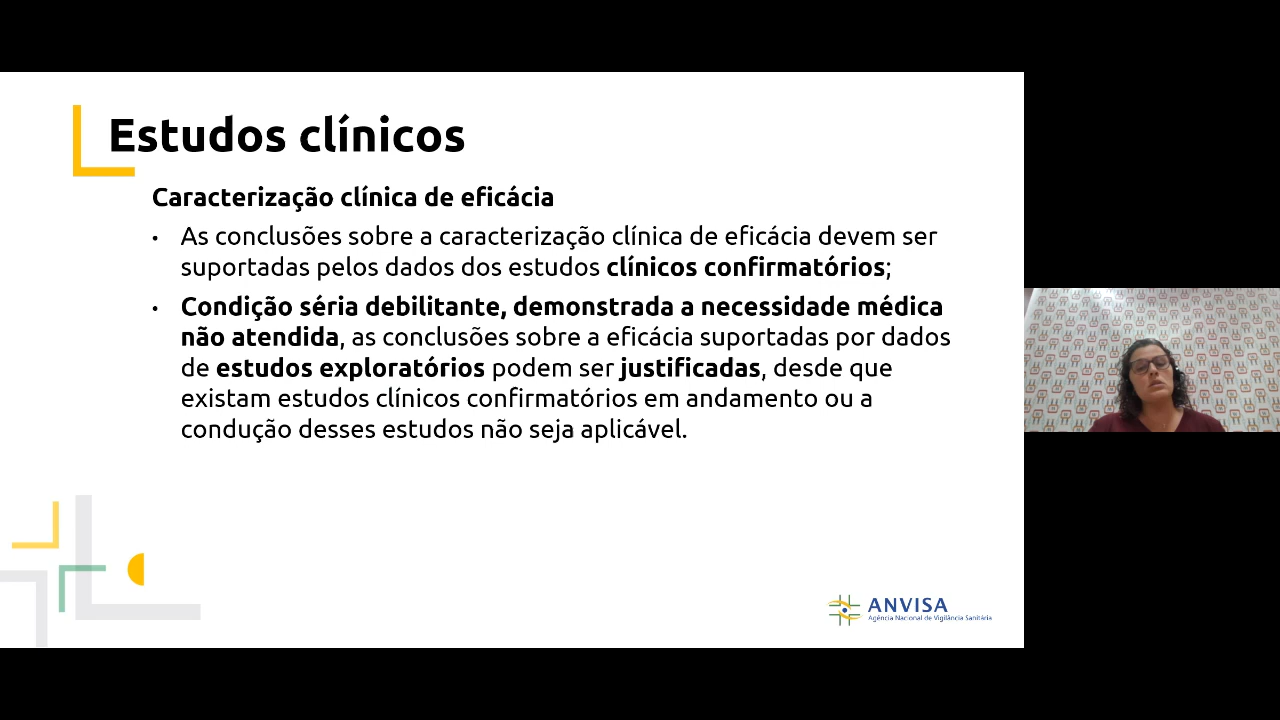 Estudos clínicos
Caracterização clínica de eficácia
• As conclusões sobre a caracterização clínica de eficácia devem ser
suportadas pelos dados dos estudos clínicos confirmatórios;
• Condição séria debilitante, demonstrada a necessidade médica
não atendida, as conclusões sobre a eficácia suportadas por dados
de estudos exploratórios podem ser justificadas, desde que
existam estudos clínicos confirmatórios em andamento ou a
condução desses estudos não seja aplicável.
ANVISA
Agência Nacional de Vigilância Sanitária